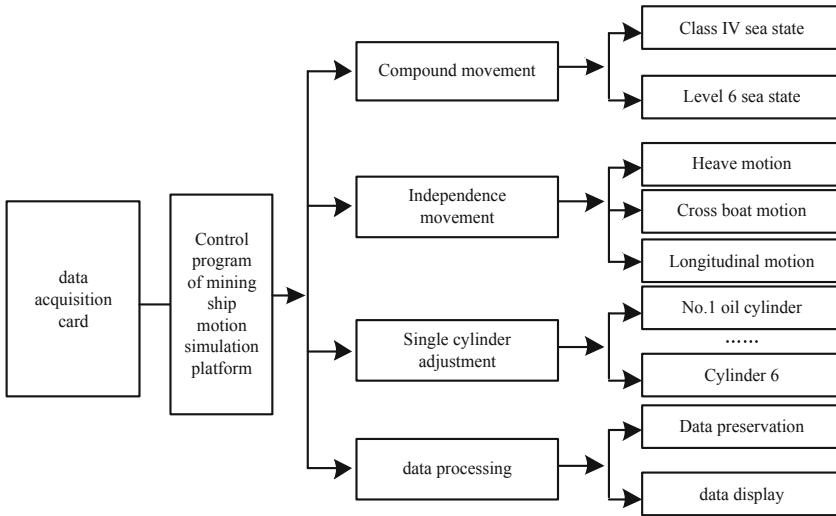 data
acquisition
card
Control
program
of mining
ship
motion
simulation
platform
Compound movement
Class IV sea state
Level 6 sea state
Independence
movement
Heave motion
Cross boat motion
Longitudinal motion
Single cylinder
adjustment
No.1 oil cylinder
......
Cylinder 6
data processing
Data preservation
data display